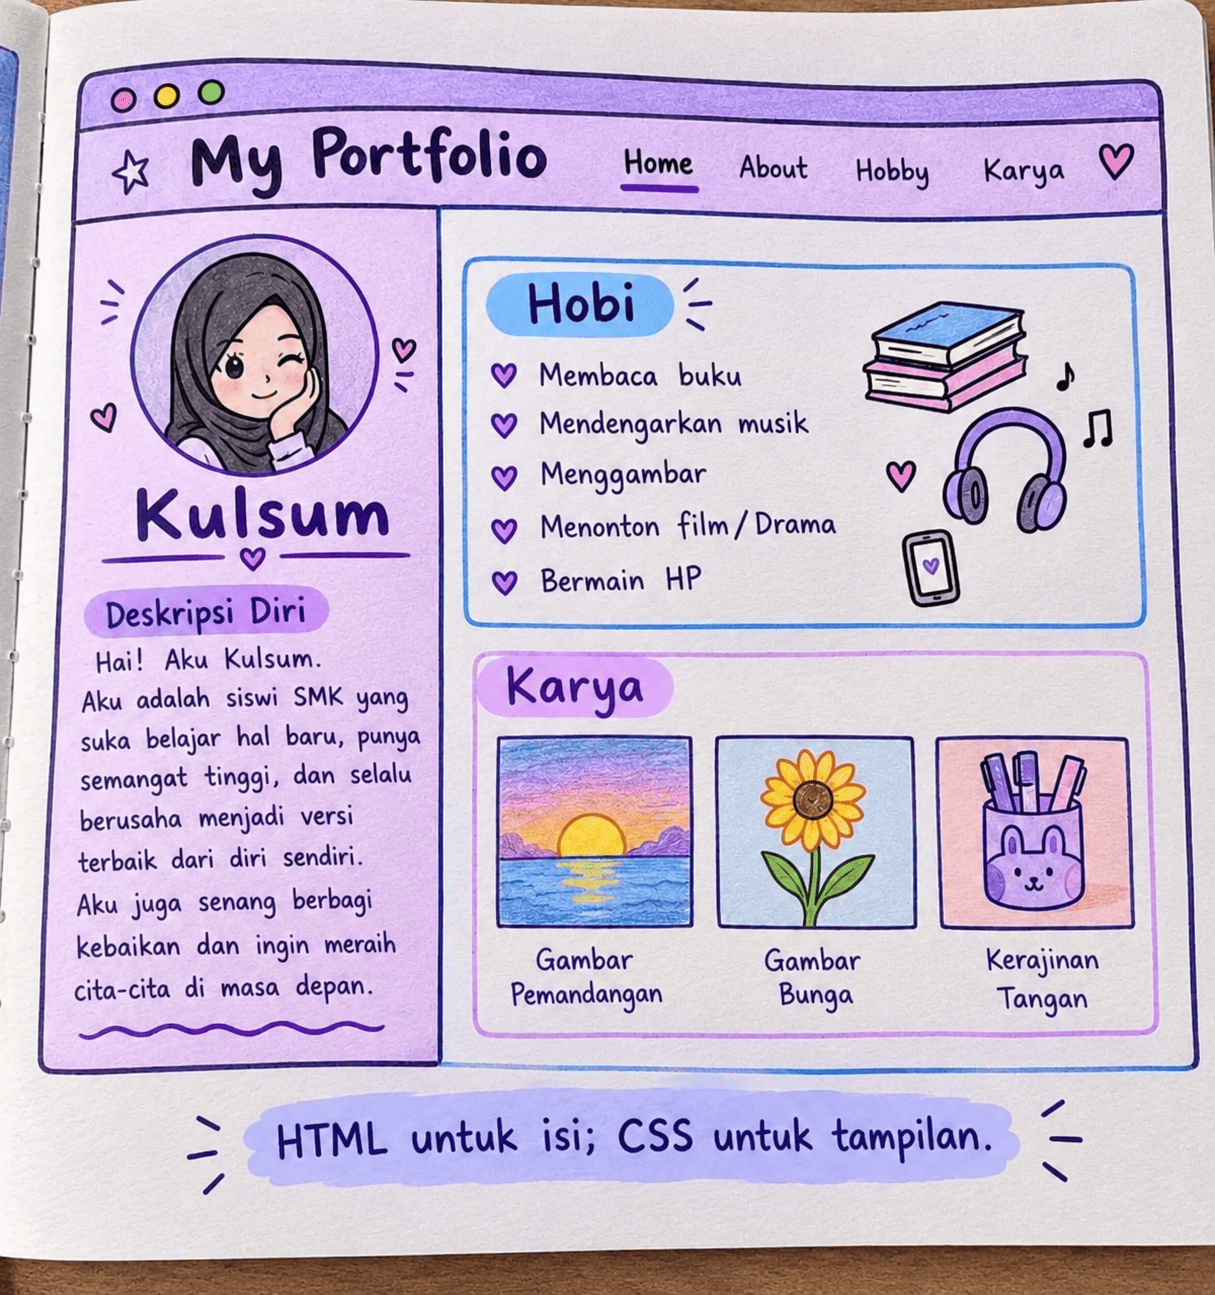 My Portfolio
Home
About
Hobby
Karya
Kulsum
Deskripsi Diri
Hai! Aku Kulsum.
Aku adalah siswi SMK yang
suka belajar hal baru, punya
semangat tinggi, dan selalu
berusaha menjadi versi
terbaik dari diri sendiri.
Aku juga senang berbagi
kebaikan dan ingin meraih
cita-cita di masa depan.
Hobi
Membaca buku
Mendengarkan musik
Menggambar
Menonton film/Drama
Bermain HP
Karya
Gambar
Pemandangan
Gambar
Bunga
Kerajinan
Tangan
HTML untuk isi; CSS untuk tampilan.